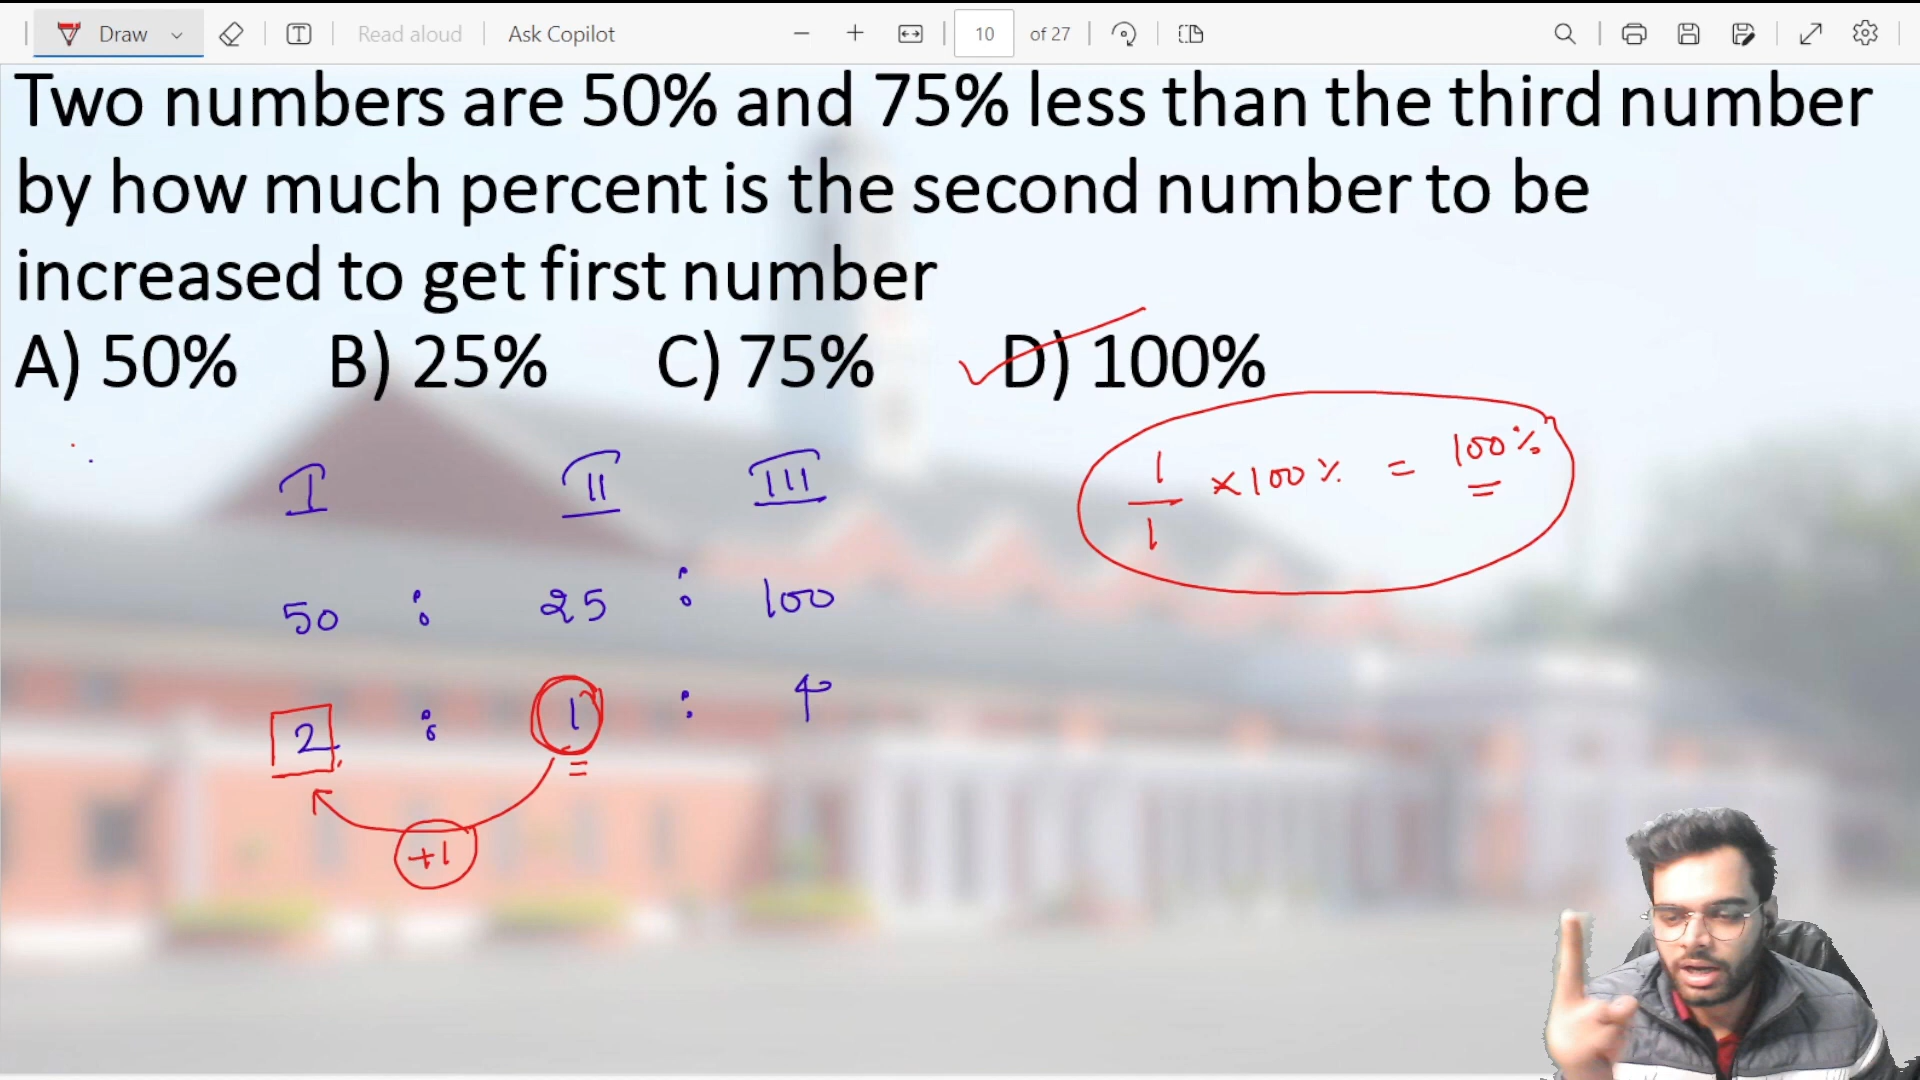 Draw Read aloud Ask Copilot 10 of 27
Two numbers are 50% and 75% less than the third number
by how much percent is the second number to be
increased to get first number
A) 50% B) 25% C) 75% D) 100%
I II III
50 : 25 : 100
2 : 1 : 4
+1
1/1 × 100% = 100%